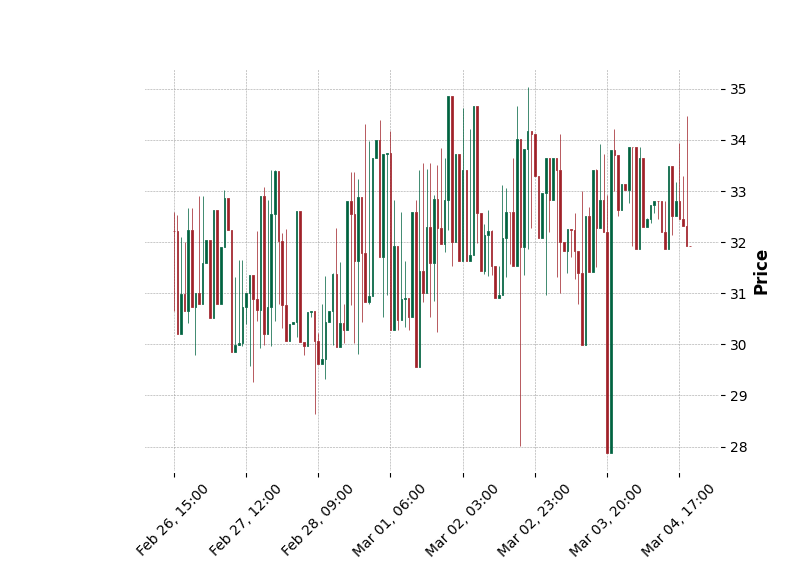 35
34
33
32
31
30
29
28
Price
Feb 26, 15:00
Feb 27, 12:00
Feb 28, 09:00
Mar 01, 06:00
Mar 02, 03:00
Mar 02, 23:00
Mar 03, 20:00
Mar 04, 17:00